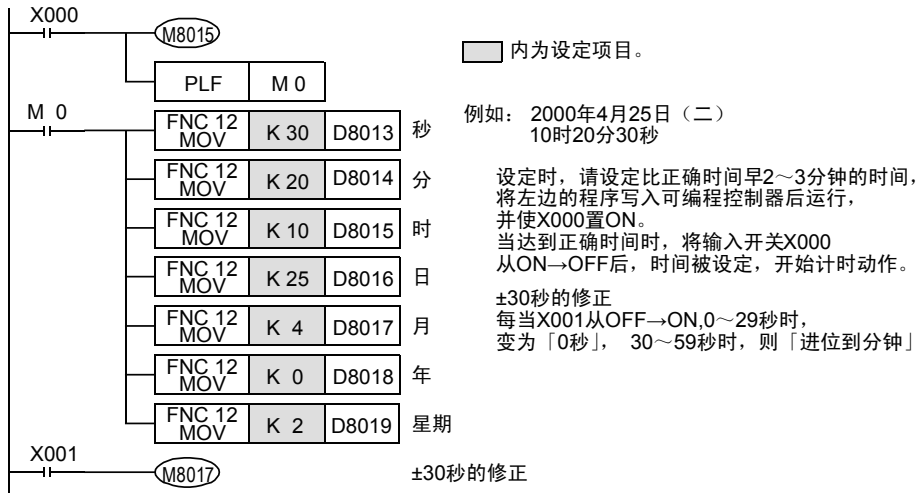 X000
M8015
内为设定项目。
PLF M 0
M 0
FNC 12
MOV K 30 D8013 秒
例如： 2000年4月25日（二）
10时20分30秒
FNC 12
MOV K 20 D8014 分
设定时，请设定比正确时间早2～3分钟的时间，
将左边的程序写入可编程控制器后运行，
并使X000置ON。
当达到正确时间时，将输入开关X000
从ON→OFF后，时间被设定，开始计时动作。
FNC 12
MOV K 10 D8015 时
FNC 12
MOV K 25 D8016 日
±30秒的修正
每当X001从OFF→ON,0～29秒时，
变为「0秒」， 30～59秒时，则「进位到分钟」
FNC 12
MOV K 4 D8017 月
FNC 12
MOV K 0 D8018 年
FNC 12
MOV K 2 D8019 星期
X001
M8017 ±30秒的修正